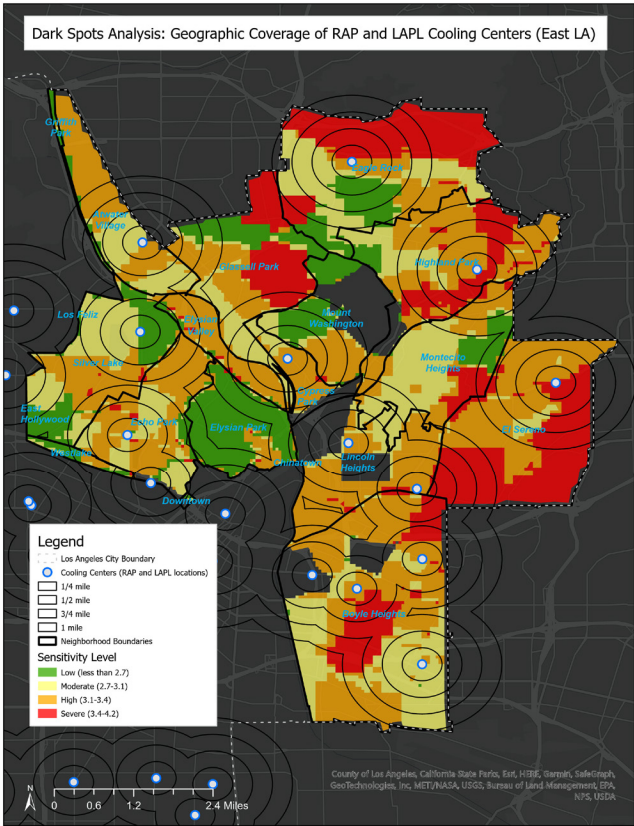 Dark Spots Analysis: Geographic Coverage of RAP and LAPL Cooling Centers (East LA)
Griffith
Park
Eagle Rock
Atwater
Village
Glassell Park
Highland Park
Los Feliz
Elysian
Valley
Mount
Washington
Silver Lake
Montecito
Heights
Cypress
Park
East
Hollywood
Echo Park
Elysian Park
El Sereno
Westlake
Chinatown
Lincoln
Heights
Downtown
Boyle Heights
Legend
Los Angeles City Boundary
Cooling Centers (RAP and LAPL locations)
1/4 mile
1/2 mile
3/4 mile
1 mile
Neighborhood Boundaries
Sensitivity Level
Low (less than 2.7)
Moderate (2.7-3.1)
High (3.1-3.4)
Severe (3.4-4.2)
N
0 0.6 1.2 2.4 Miles
County of Los Angeles, California State Parks, Esri, HERE, Garmin, SafeGraph,
GeoTechnologies, Inc, METI/NASA, USGS, Bureau of Land Management, EPA,
NPS, USDA